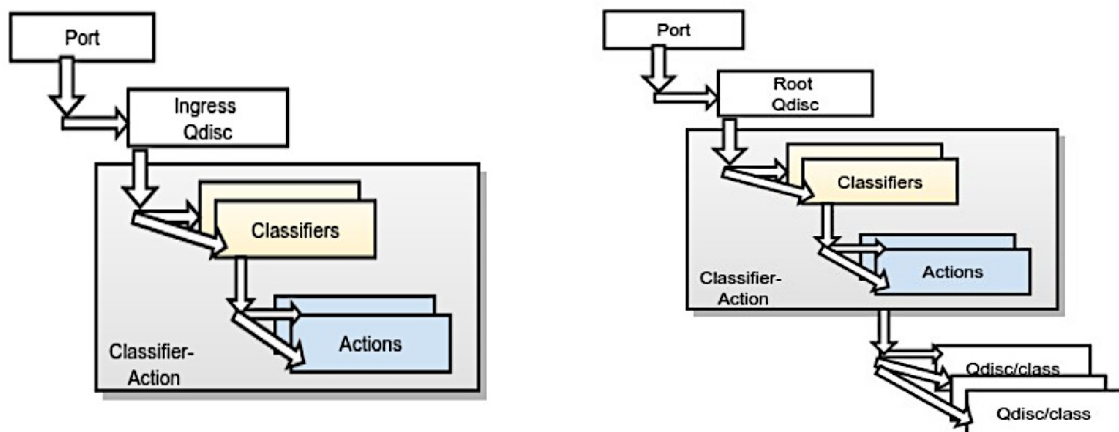 Port
Ingress
Qdisc
Classifiers
Actions
Classifier-
Action
Port
Root
Qdisc
Classifiers
Actions
Classifier-
Action
Qdisc/class
Qdisc/class